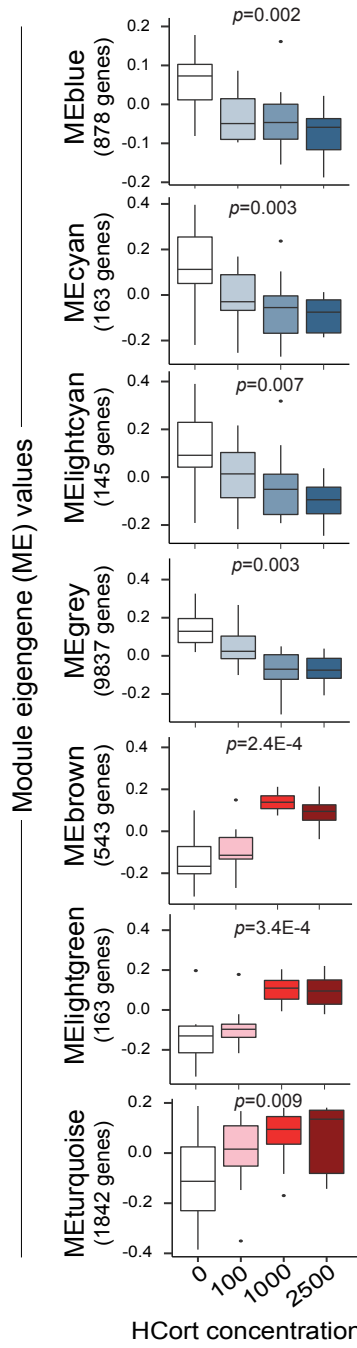 Module eigengene (ME) values
MEblue
(878 genes)
p=0.002
0.2
0.1
0.0
-0.1
-0.2
MEcyan
(163 genes)
p=0.003
0.4
0.2
0.0
-0.2
MElightcyan
(145 genes)
p=0.007
0.4
0.2
0.0
-0.2
MEgrey
(9837 genes)
p=0.003
0.4
0.2
0.0
-0.2
MEbrown
(543 genes)
p=2.4E-4
0.4
0.2
0.0
-0.2
MElightgreen
(163 genes)
p=3.4E-4
0.4
0.2
0.0
-0.2
MEturquoise
(1842 genes)
p=0.009
0.2
0.0
-0.2
-0.4
0
100
1000
2500
HCort concentration